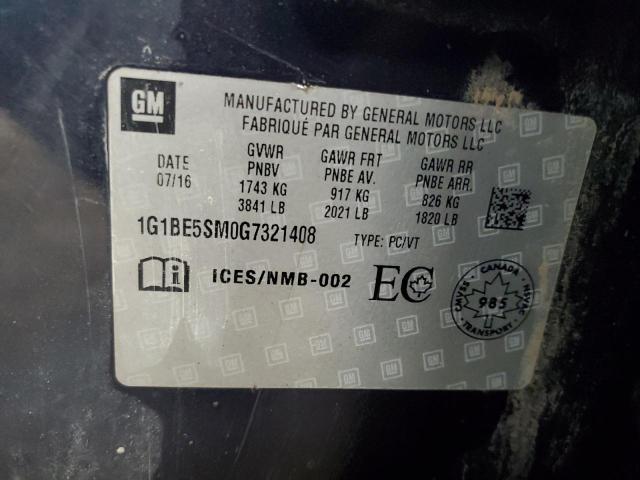 GM
MANUFACTURED BY GENERAL MOTORS LLC
FABRIQUÉ PAR GENERAL MOTORS LLC
DATE
07/16
GVWR
PNBV
1743 KG
3841 LB
GAWR FRT
PNBE AV.
917 KG
2021 LB
GAWR RR
PNBE ARR.
826 KG
1820 LB
1G1BE5SM0G7321408 TYPE: PC/VT
ICES/NMB-002
EC
CANADA
CMVSS
NSVAC
985
TRANSPORT